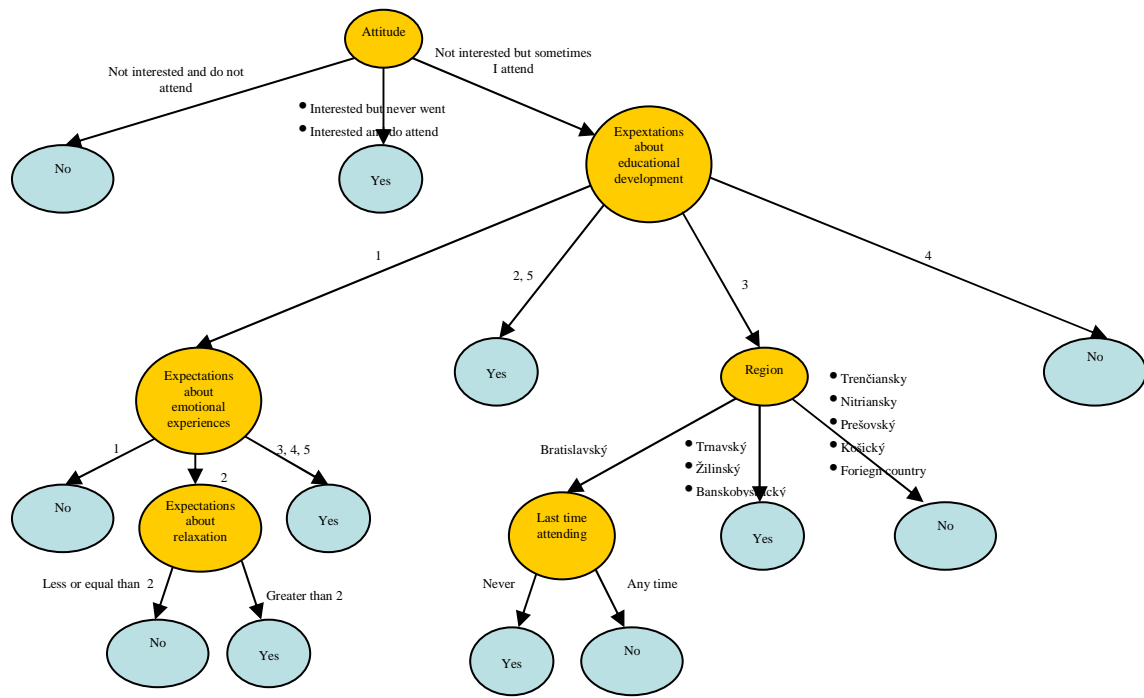 Attitude
Not interested but sometimes
I attend
Not interested and do not
attend
• Interested but never went
• Interested and do attend
No
Yes
Expextations
about
educational
development
1
2, 5
3
4
Expectations
about
emotional
experiences
Yes
Region
No
• Trenčiansky
• Nitriansky
• Prešovský
• Košický
• Foriegn country
Bratislavský
• Trnavský
• Žilinský
• Banskobystrický
1
2
3, 4, 5
No
Expectations
about
relaxation
Yes
Last time
attending
Yes
No
Less or equal than 2
Greater than 2
Never
Any time
No
Yes
Yes
No